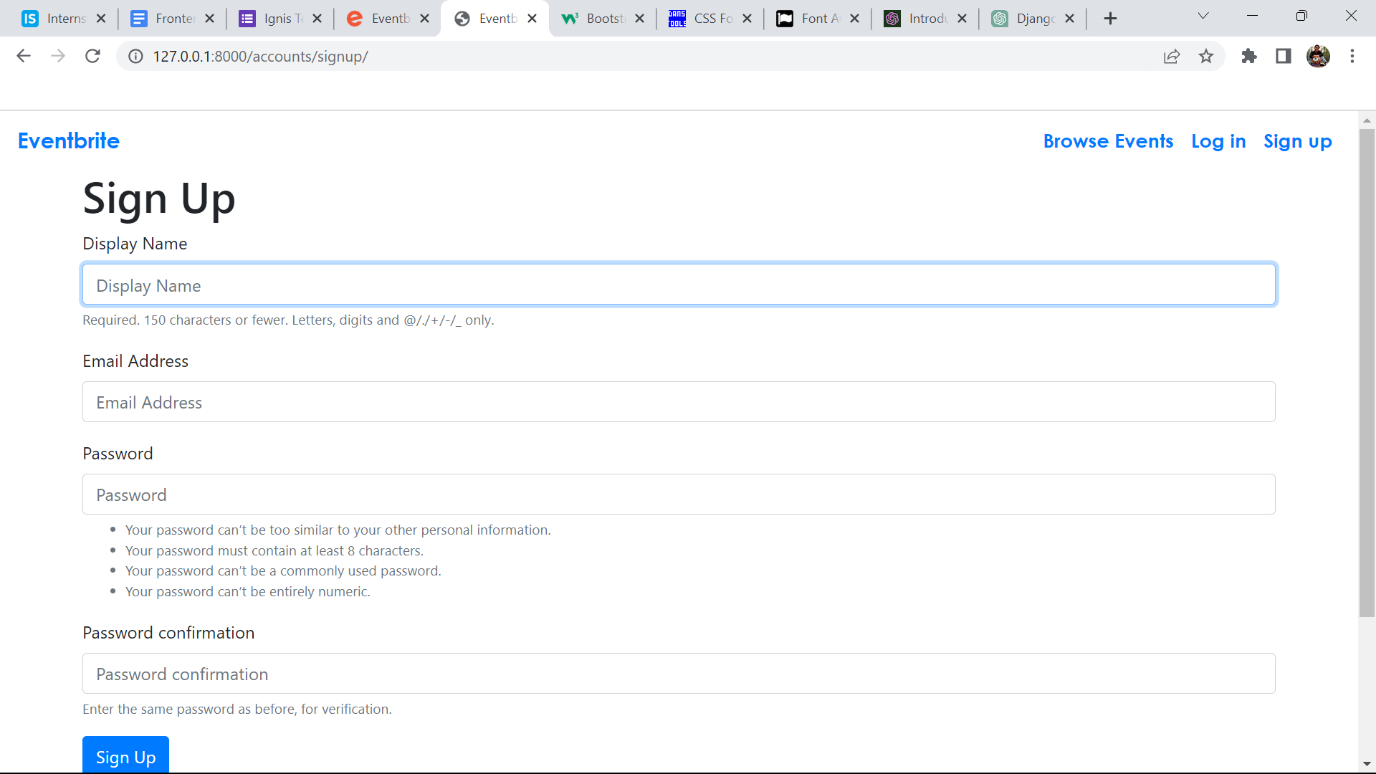 Interns
Fronte
Ignis T
Eventb
Eventb
Bootst
CSS Fo
Font A
Introdu
Django
127.0.0.1:8000/accounts/signup/
Eventbrite
Browse Events Log in Sign up
Sign Up
Display Name
Display Name
Required. 150 characters or fewer. Letters, digits and @/./+/-/_ only.
Email Address
Email Address
Password
Password
• Your password can't be too similar to your other personal information.
• Your password must contain at least 8 characters.
• Your password can't be a commonly used password.
• Your password can't be entirely numeric.
Password confirmation
Password confirmation
Enter the same password as before, for verification.
Sign Up